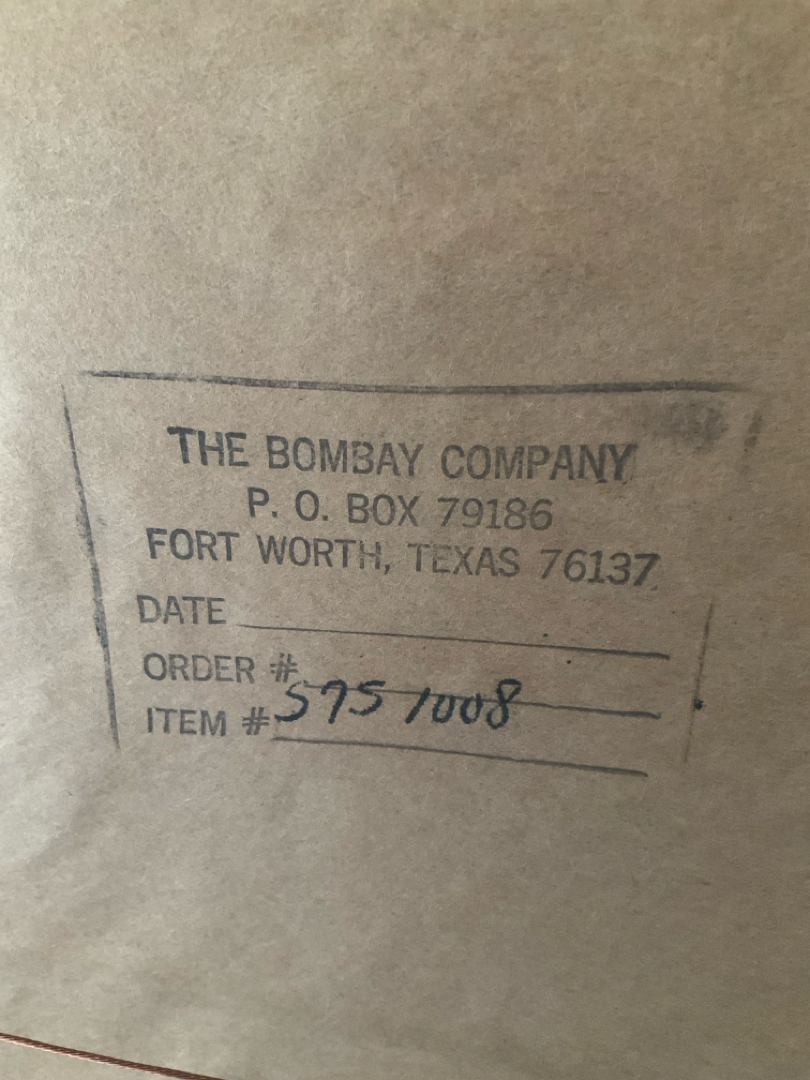 THE BOMBAY COMPANY
P. O. BOX 79186
FORT WORTH, TEXAS 76137
DATE
ORDER #
ITEM # 575 1008